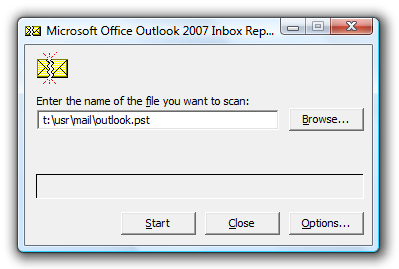 Microsoft Office Outlook 2007 Inbox Rep...
Enter the name of the file you want to scan:
t:\usr\mail\outlook.pst
Browse...
Start
Close
Options...